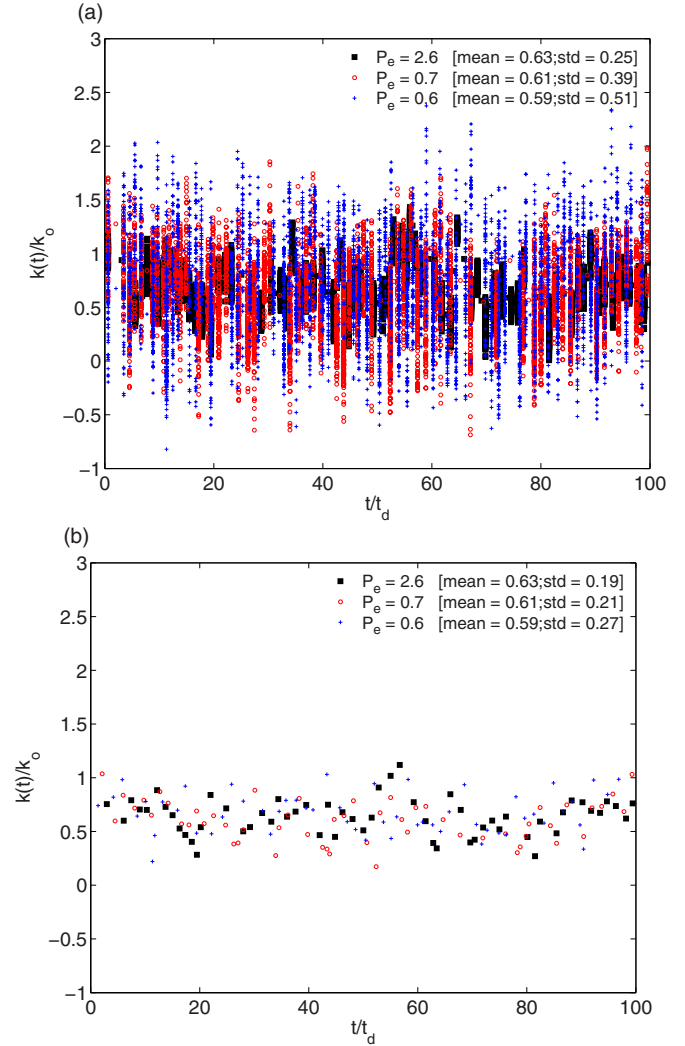 (a)
3
2.5
2
1.5
1
0.5
0
−0.5
−1
k(t)/k_o
P_e = 2.6 [mean = 0.63;std = 0.25]
P_e = 0.7 [mean = 0.61;std = 0.39]
P_e = 0.6 [mean = 0.59;std = 0.51]
0 20 40 60 80 100
t/t_d
(b)
3
2.5
2
1.5
1
0.5
0
−0.5
−1
k(t)/k_o
P_e = 2.6 [mean = 0.63;std = 0.19]
P_e = 0.7 [mean = 0.61;std = 0.21]
P_e = 0.6 [mean = 0.59;std = 0.27]
0 20 40 60 80 100
t/t_d